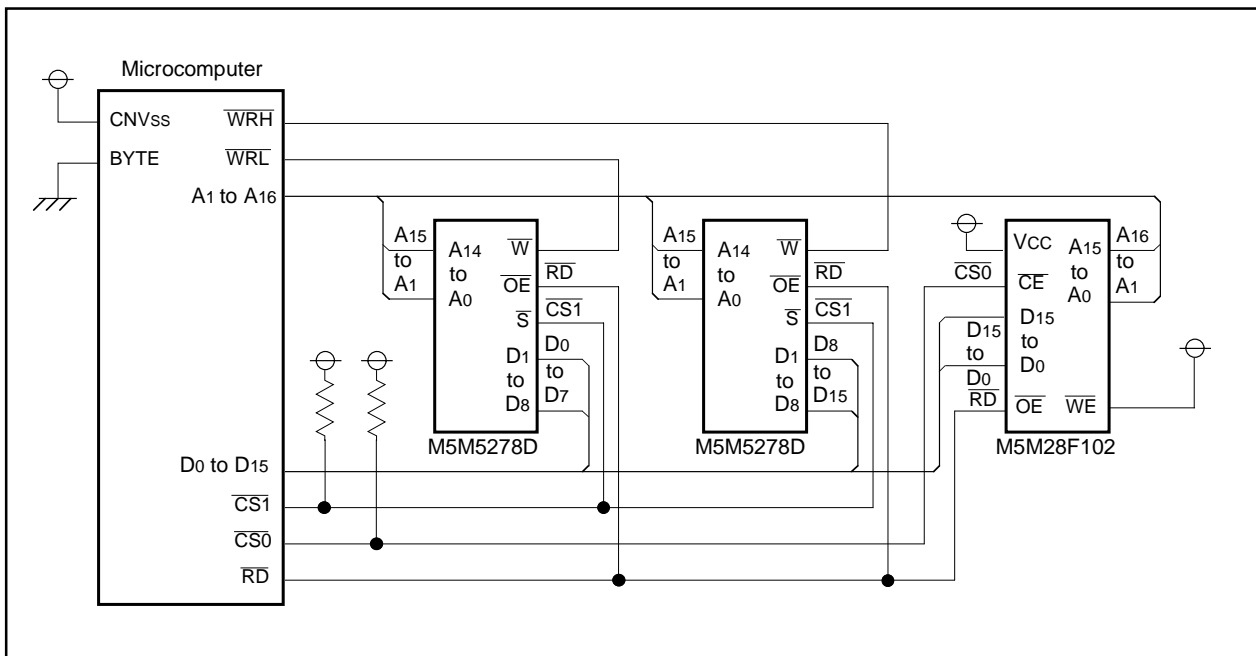 Microcomputer
CNVss
BYTE
WRH
WRL
A1 to A16
D0 to D15
CS1
CS0
RD
A15
to
A1
A14
to
A0
W
OE
S
D1
to
D8
RD
CS1
D0
to
D7
M5M5278D
A15
to
A1
A14
to
A0
W
OE
S
D1
to
D8
RD
CS1
D8
to
D15
M5M5278D
CS0
D15
to
D0
RD
VCC
CE
D15
to
D0
OE
A15
to
A0
WE
A16
to
A1
M5M28F102